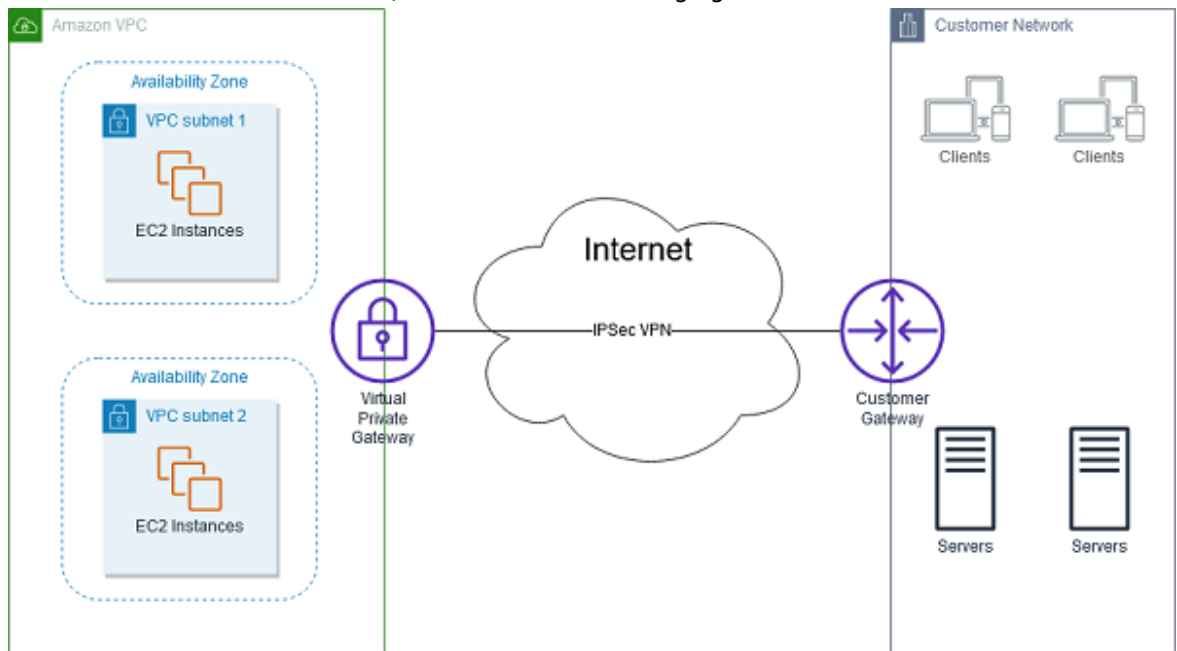 Amazon VPC
Availability Zone
VPC subnet 1
EC2 Instances
Availability Zone
VPC subnet 2
EC2 Instances
Virtual
Private
Gateway
Internet
IPSec VPN
Customer
Gateway
Customer Network
Clients
Clients
Servers
Servers